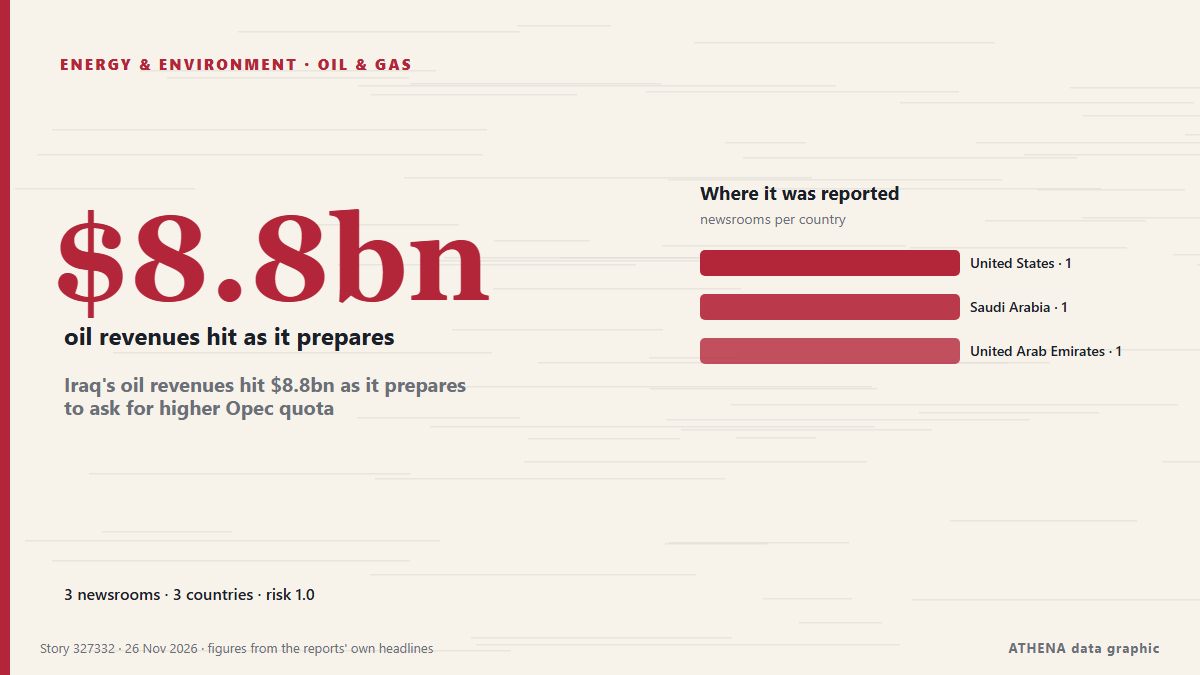 ENERGY & ENVIRONMENT · OIL & GAS
$8.8bn
oil revenues hit as it prepares
Iraq's oil revenues hit $8.8bn as it prepares
to ask for higher Opec quota
Where it was reported
newsrooms per country
United States · 1
Saudi Arabia · 1
United Arab Emirates · 1
3 newsrooms · 3 countries · risk 1.0
Story 327332 · 26 Nov 2026 · figures from the reports' own headlines
ATHENA data graphic